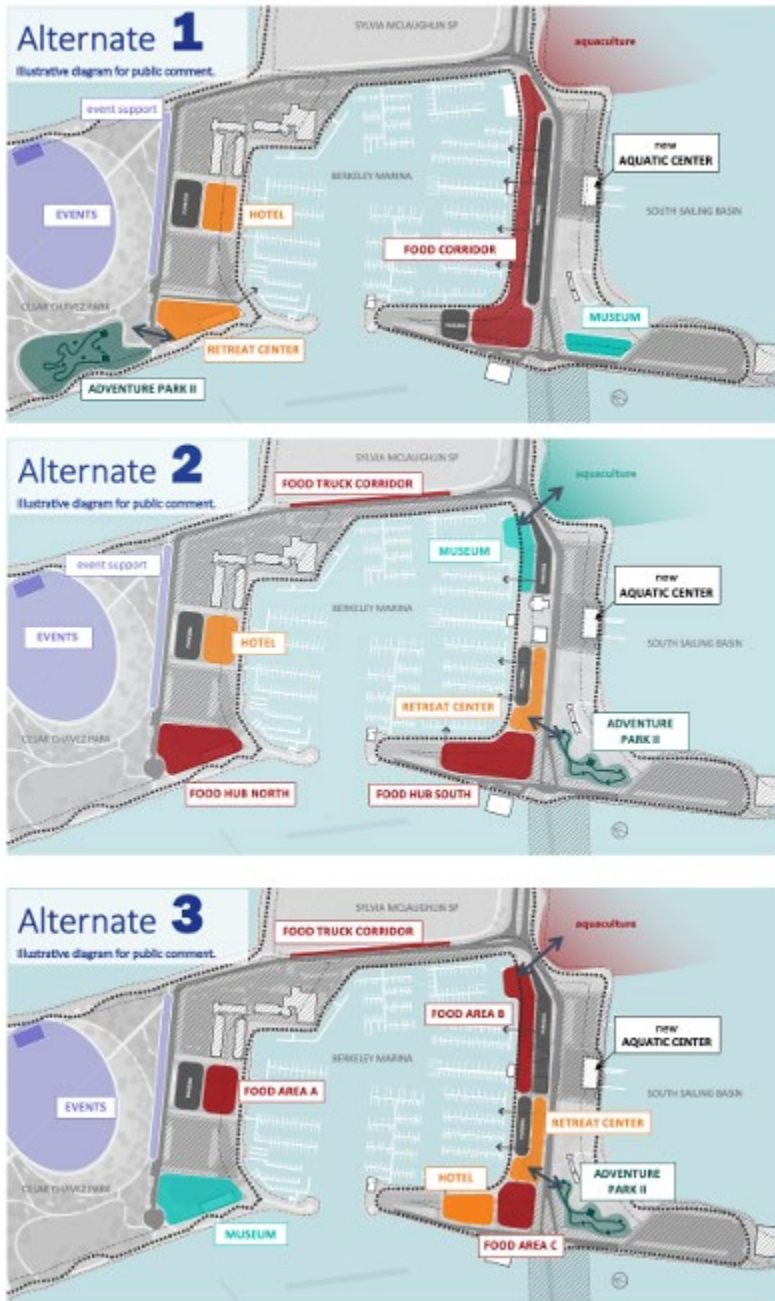 Alternate 1
Illustrative diagram for public comment.
SYLVIA MCLAUGHLIN SP
aquaculture
event support
new
AQUATIC CENTER
BERKELEY MARINA
EVENTS
HOTEL
SOUTH SAILING BASIN
FOOD CORRIDOR
CESAR CHAVEZ PARK
MUSEUM
RETREAT CENTER
ADVENTURE PARK II
Alternate 2
Illustrative diagram for public comment.
SYLVIA MCLAUGHLIN SP
FOOD TRUCK CORRIDOR
aquaculture
MUSEUM
event support
new
AQUATIC CENTER
BERKELEY MARINA
EVENTS
HOTEL
SOUTH SAILING BASIN
RETREAT CENTER
ADVENTURE
PARK II
CESAR CHAVEZ PARK
FOOD HUB NORTH
FOOD HUB SOUTH
Alternate 3
Illustrative diagram for public comment.
SYLVIA MCLAUGHLIN SP
FOOD TRUCK CORRIDOR
aquaculture
FOOD AREA B
new
AQUATIC CENTER
BERKELEY MARINA
FOOD AREA A
EVENTS
SOUTH SAILING BASIN
RETREAT CENTER
HOTEL
ADVENTURE
PARK II
CESAR CHAVEZ PARK
MUSEUM
FOOD AREA C